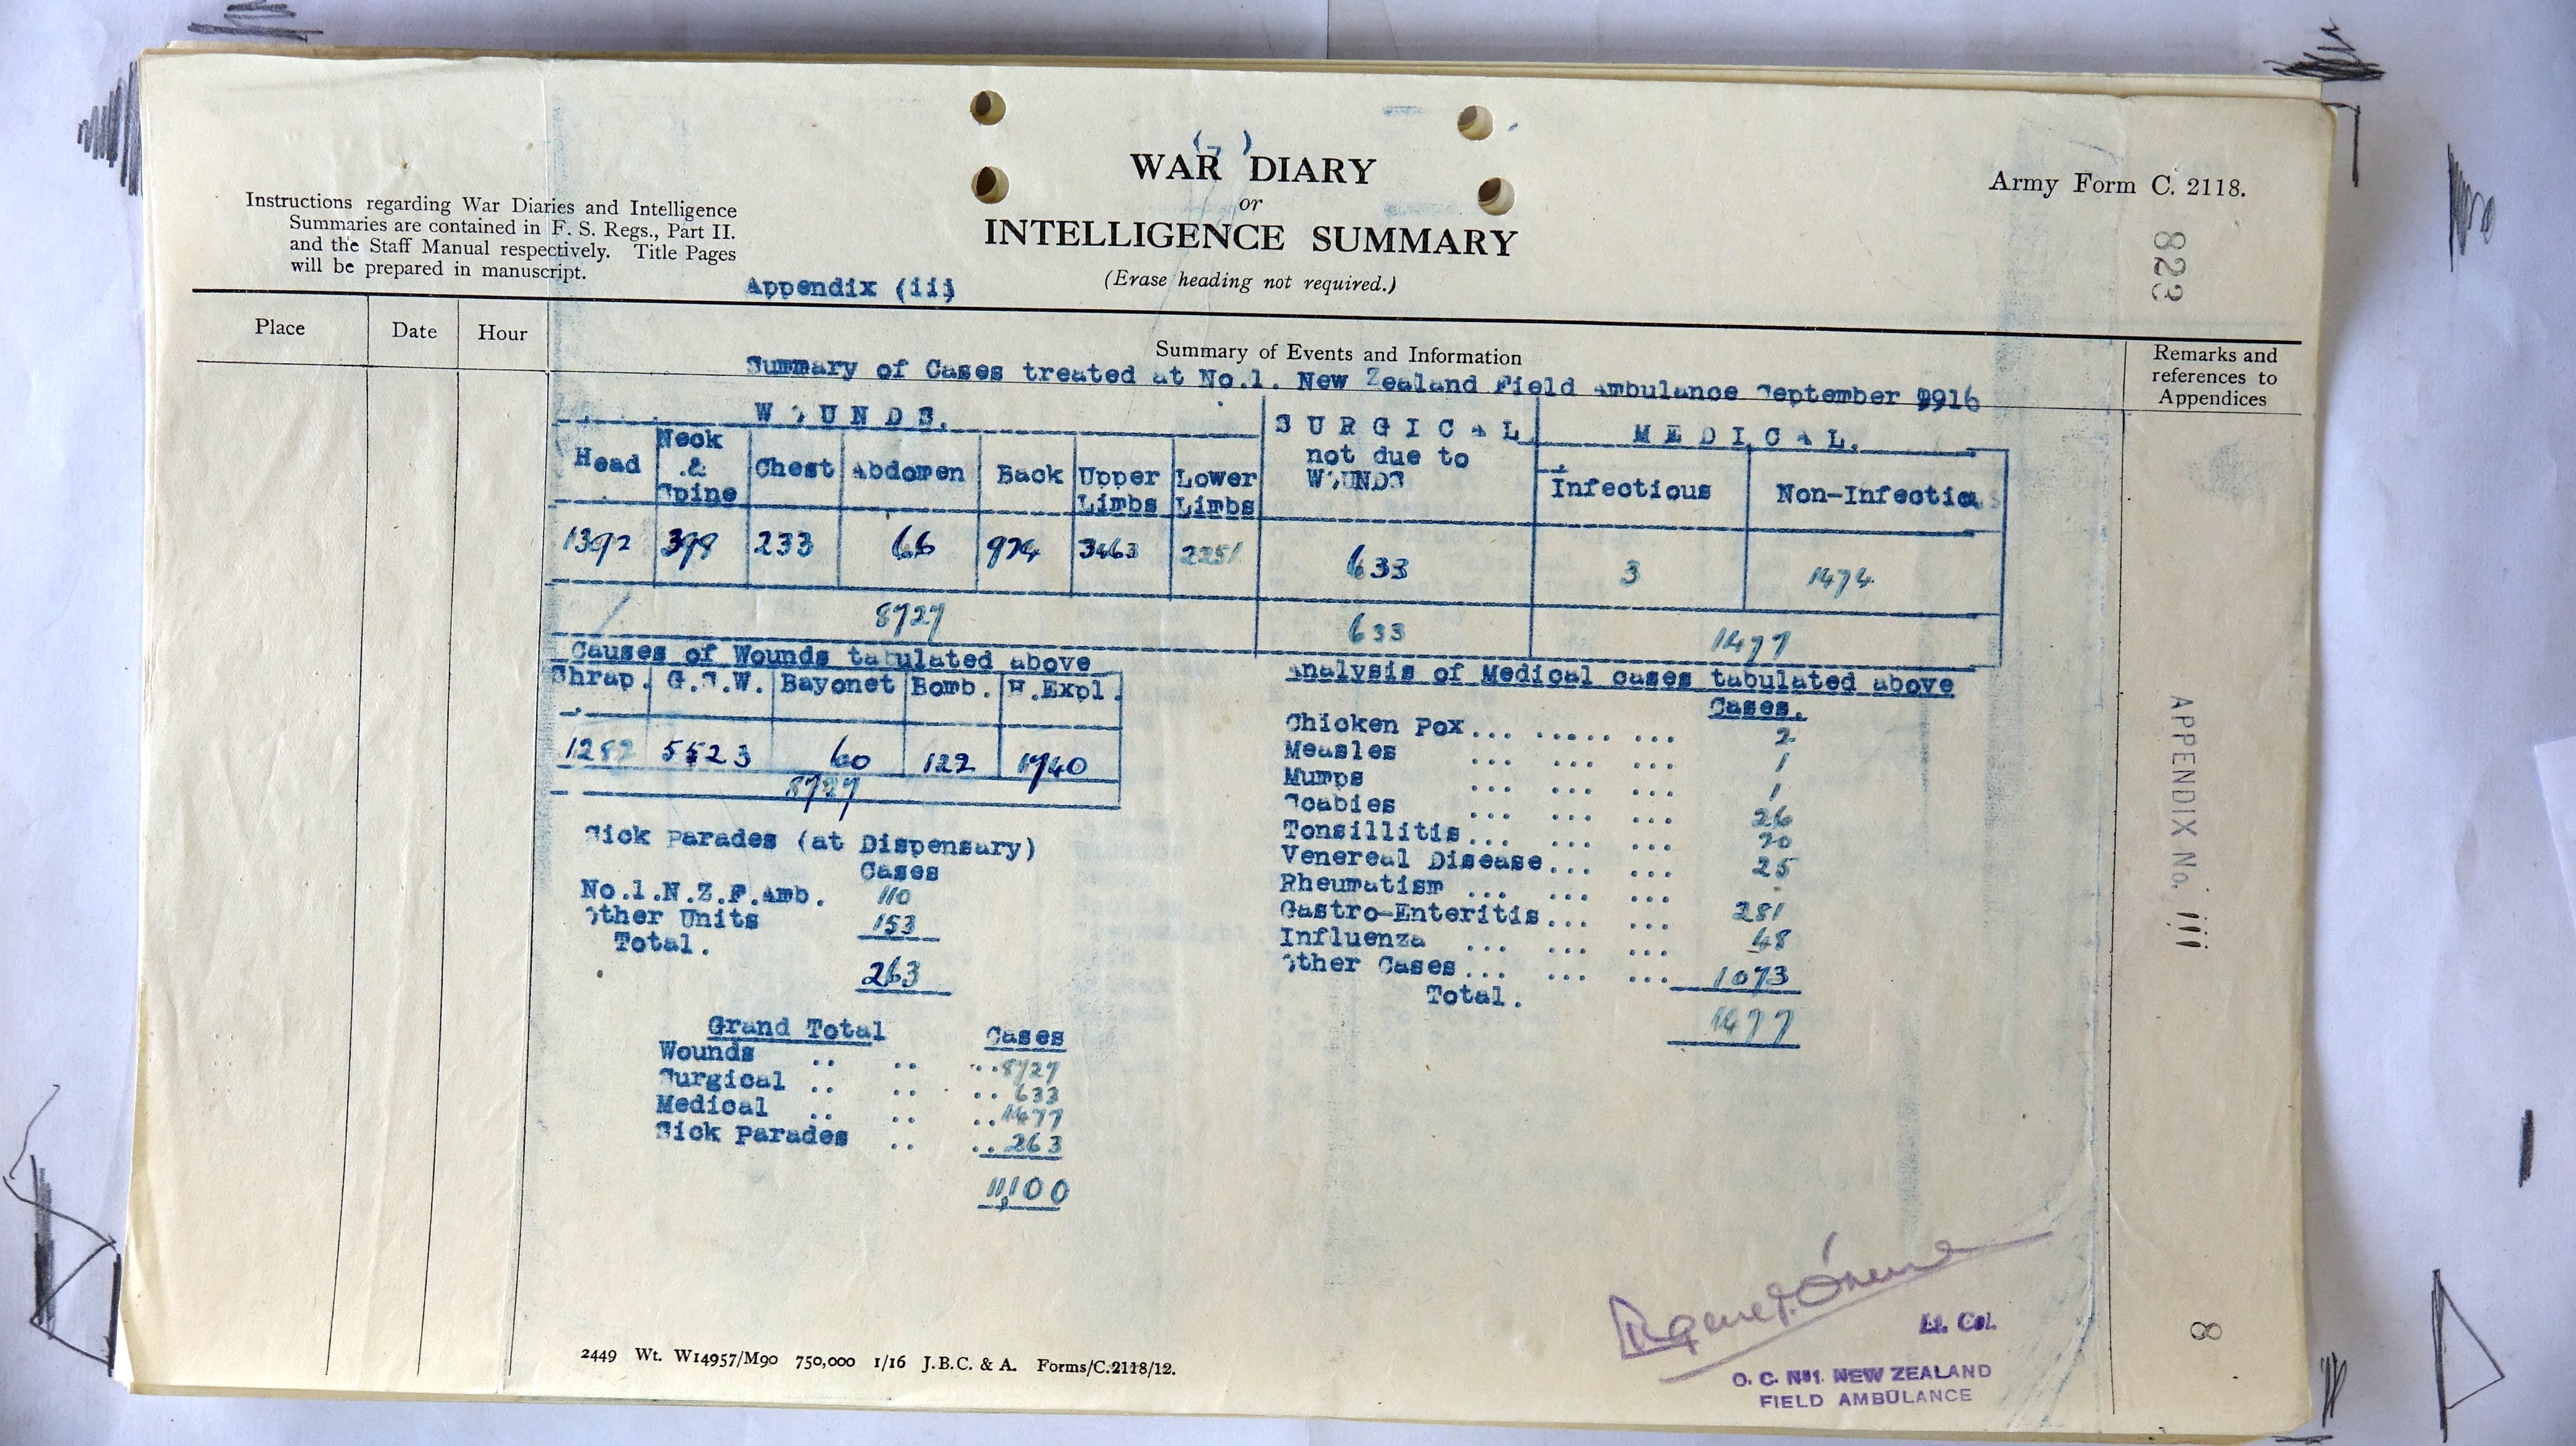 (7)
WAR DIARY
or
INTELLIGENCE SUMMARY
(Erase heading not required.)
Army Form C. 2118.
Instructions regarding War Diaries and Intelligence
Summaries are contained in F. S. Regs., Part II.
and the Staff Manual respectively. Title Pages
will be prepared in manuscript.
Appendix (iii)
823
Place Date Hour
Summary of Events and Information
Remarks and
references to
Appendices
Summary of Cases treated at No.1. New Zealand Field Ambulance September 1916
WOUNDS.
SURGICAL
not due to
WOUNDS
MEDICAL.
Head Neck & Spine Chest Abdomen Back Upper Limbs Lower Limbs
Infectious Non-Infectious
1392 398 233 66 924 3463 2251 633 3 1474
8727 633 1477
Causes of Wounds tabulated above
Shrap. G.S.W. Bayonet Bomb. H.Expl.
1282 5523 60 122 1740
8727
Sick Parades (at Dispensary)
Cases
No.1.N.Z.F.Amb. 110
Other Units 153
Total.
263
Grand Total Cases
Wounds .. .. ..8727
Surgical .. .. .. 633
Medical .. .. ..1477
Sick Parades .. .. 263
11,100
Analysis of Medical cases tabulated above
Cases.
Chicken Pox... ..... ... 2
Measles ... ... ... 1
Mumps ... ... ... 1
Scabies ... ... ... 26
Tonsillitis... ... ... 20
Venereal Disease... ... 25
Rheumatism ... ... ... -
Gastro-Enteritis... ... 281
Influenza ... ... ... 48
Other Cases... ... ... 1073
Total.
1477
APPENDIX No. iii
Lt. Col.
O. C. No1. NEW ZEALAND
FIELD AMBULANCE
8
2449 Wt. W14957/M90 750,000 1/16 J.B.C. & A. Forms/C.2118/12.